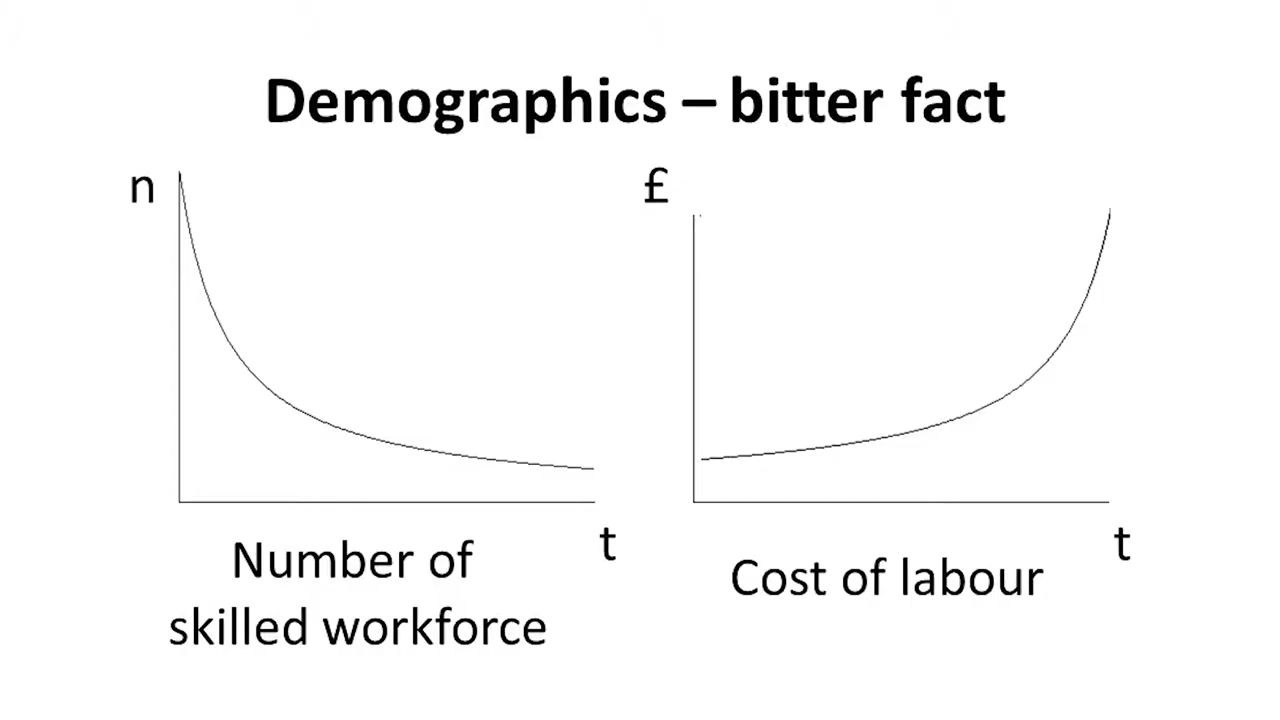 Demographics – bitter fact
n
£
t
t
Number of
skilled workforce
Cost of labour